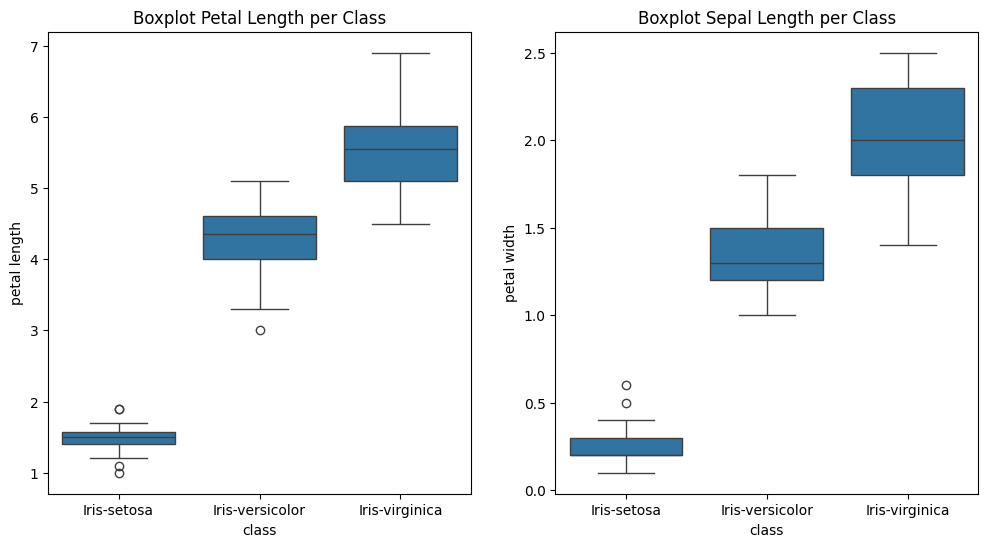 Boxplot Petal Length per Class
petal length
7
6
5
4
3
2
1
Iris-setosa Iris-versicolor Iris-virginica
class
Boxplot Sepal Length per Class
petal width
2.5
2.0
1.5
1.0
0.5
0.0
Iris-setosa Iris-versicolor Iris-virginica
class